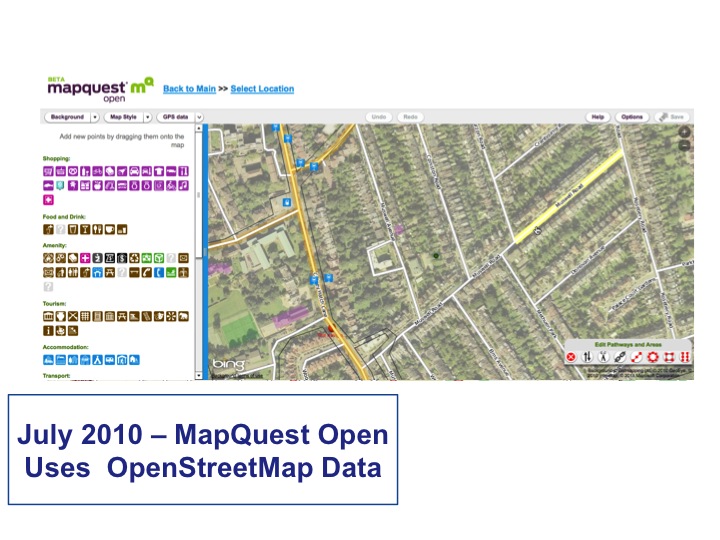 BETA
mapquest mQ
open
Back to Main >> Select Location
Background Map Style GPS data Undo Redo Help Options Save
Add new points by dragging them onto the
map
Shopping:
Food and Drink:
Amenity:
Tourism:
Accommodation:
Transport:
bing
Edit Pathways and Areas
July 2010 – MapQuest Open
Uses OpenStreetMap Data